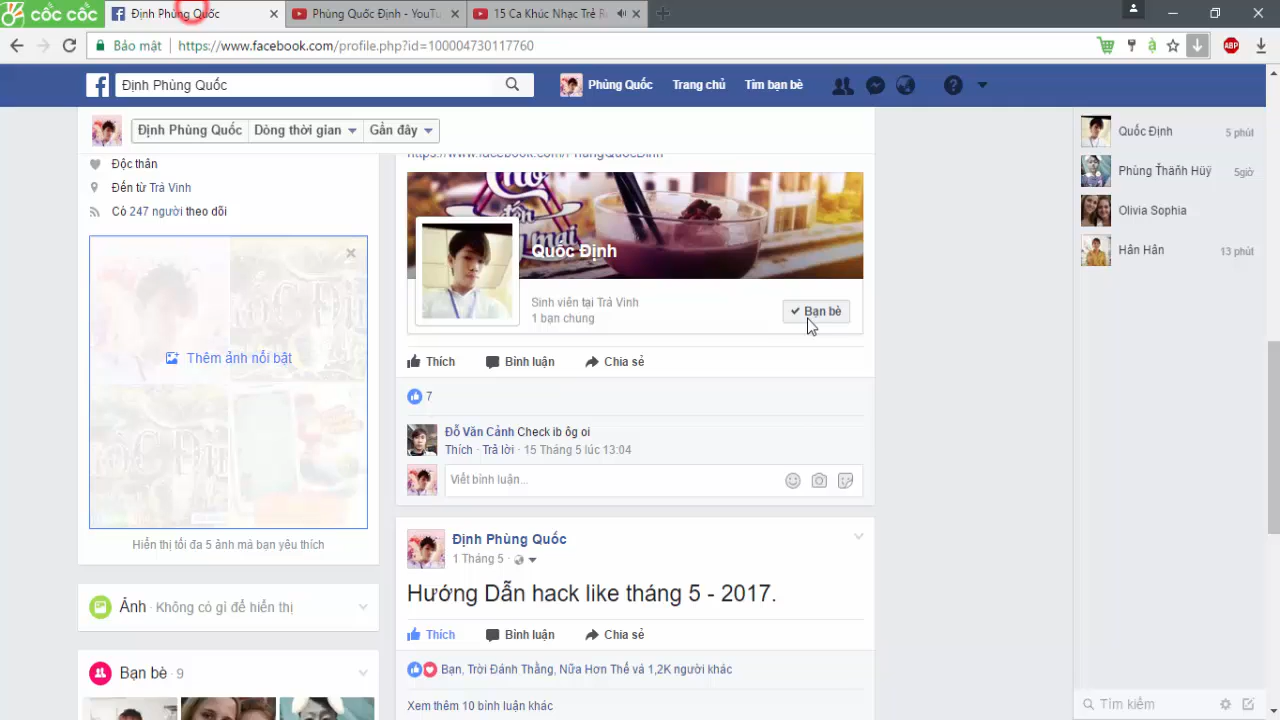 cốc cốc
Định Phùng Quốc
Phùng Quốc Định - YouTu
15 Ca Khúc Nhạc Trẻ R
Bảo mật
https://www.facebook.com/profile.php?id=100004730117760
ABP
Định Phùng Quốc
Phùng Quốc
Trang chủ
Tìm bạn bè
Định Phùng Quốc
Dòng thời gian
Gần đây
Độc thân
Đến từ Trà Vinh
Có 247 người theo dõi
Thêm ảnh nổi bật
Hiển thị tối đa 5 ảnh mà bạn yêu thích
Ảnh · Không có gì để hiển thị
Bạn bè · 9
Quốc Định
Sinh viên tại Trà Vinh
1 bạn chung
Bạn bè
Thích
Bình luận
Chia sẻ
7
Đỗ Văn Cảnh Check ib ôg oi
Thích · Trả lời · 15 Tháng 5 lúc 13:04
Viết bình luận...
Định Phùng Quốc
1 Tháng 5 ·
Hướng Dẫn hack like tháng 5 - 2017.
Thích
Bình luận
Chia sẻ
Bạn, Trời Đánh Thằng, Nữa Hơn Thế và 1,2K người khác
Xem thêm 10 bình luận khác
Quốc Định
5 phút
Phùng Ťhäñh Hüÿ
5giờ
Olivia Sophia
Hân Hân
13 phút
Tìm kiếm